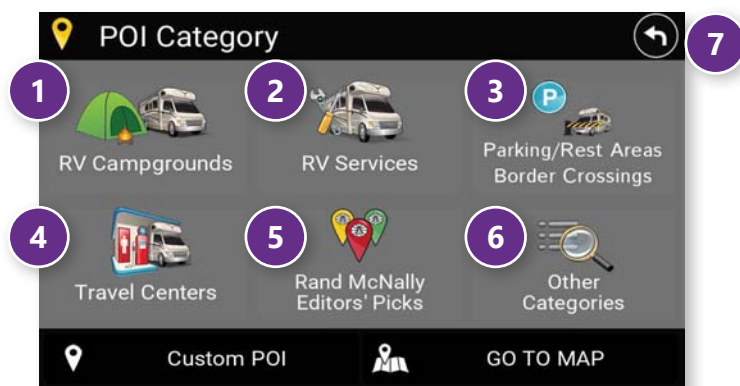 POI Category
7
1
2
3
P
RV Campgrounds
RV Services
Parking/Rest Areas
Border Crossings
4
5
6
Travel Centers
Rand McNally
Editors' Picks
Other
Categories
Custom POI
GO TO MAP